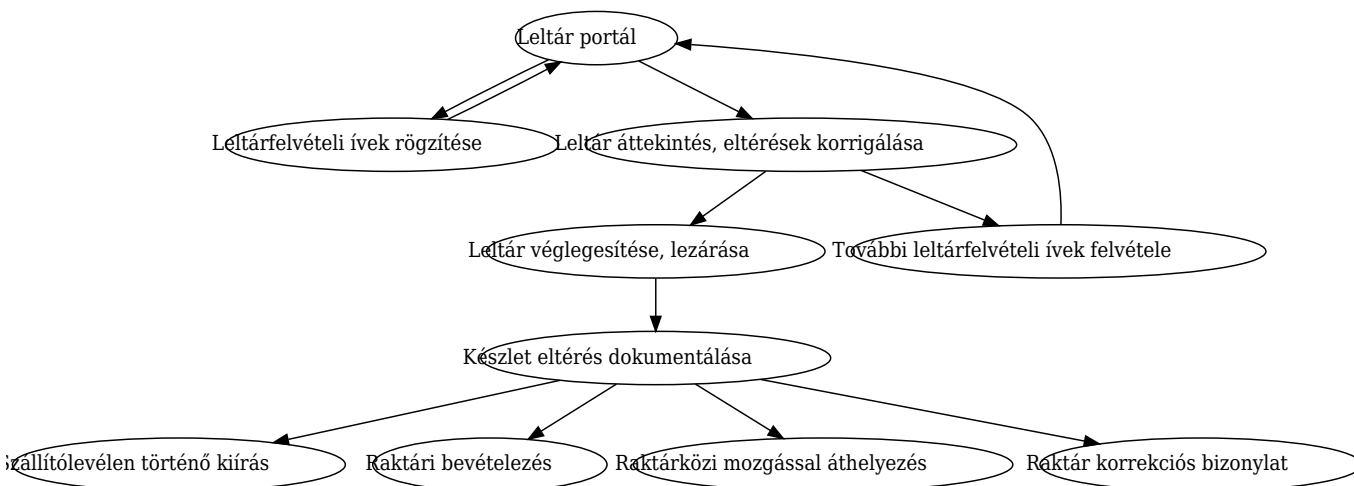 Leltár portál
Leltárfelvételi ívek rögzítése
Leltár áttekintés, eltérések korrigálása
Leltár véglegesítése, lezárása
További leltárfelvételi ívek felvétele
Készlet eltérés dokumentálása
Szállítólevélen történő kiírás
Raktári bevételezés
Raktárközi mozgással áthelyezés
Raktár korrekciós bizonylat